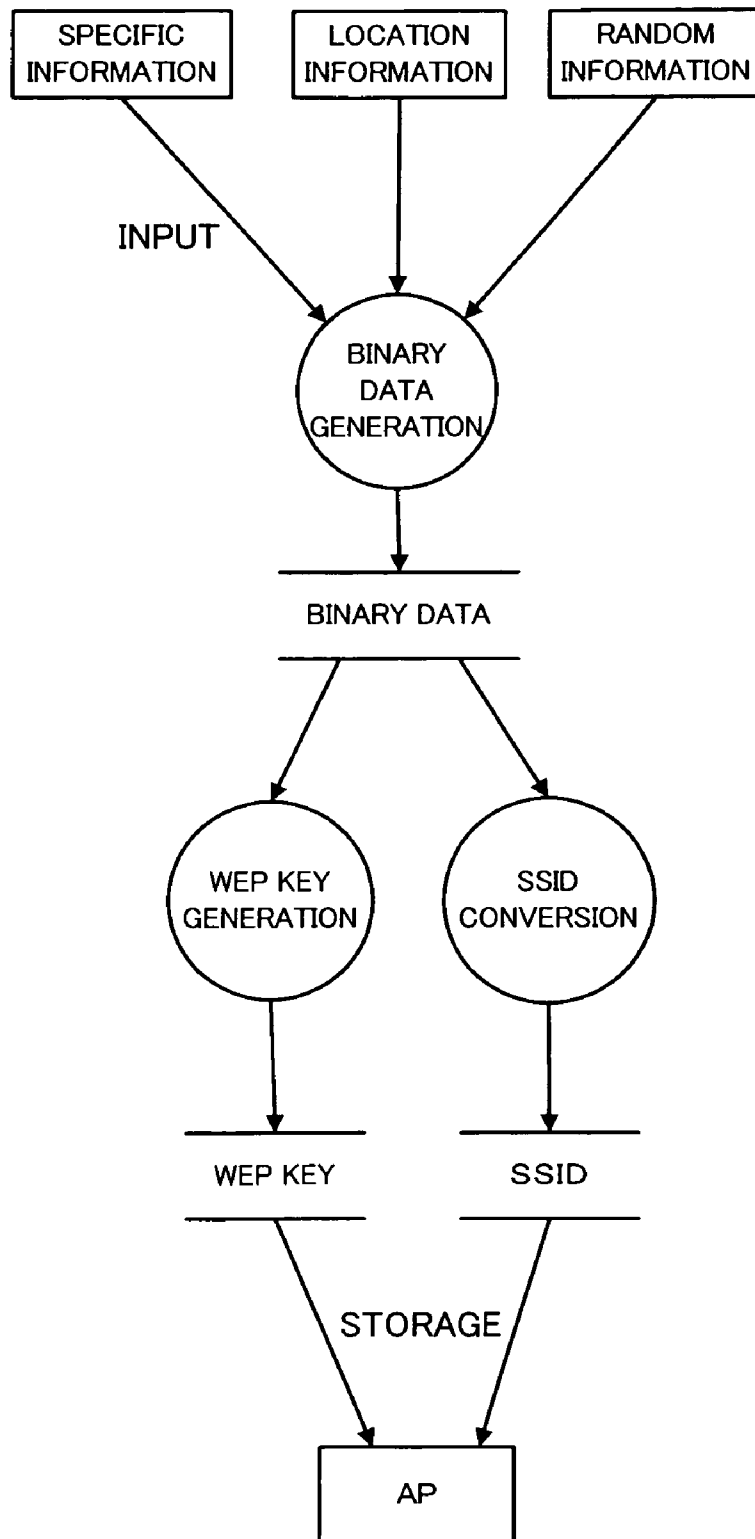 SPECIFIC
INFORMATION
LOCATION
INFORMATION
RANDOM
INFORMATION
INPUT
BINARY
DATA
GENERATION
BINARY DATA
WEP KEY
GENERATION
SSID
CONVERSION
WEP KEY
SSID
STORAGE
AP